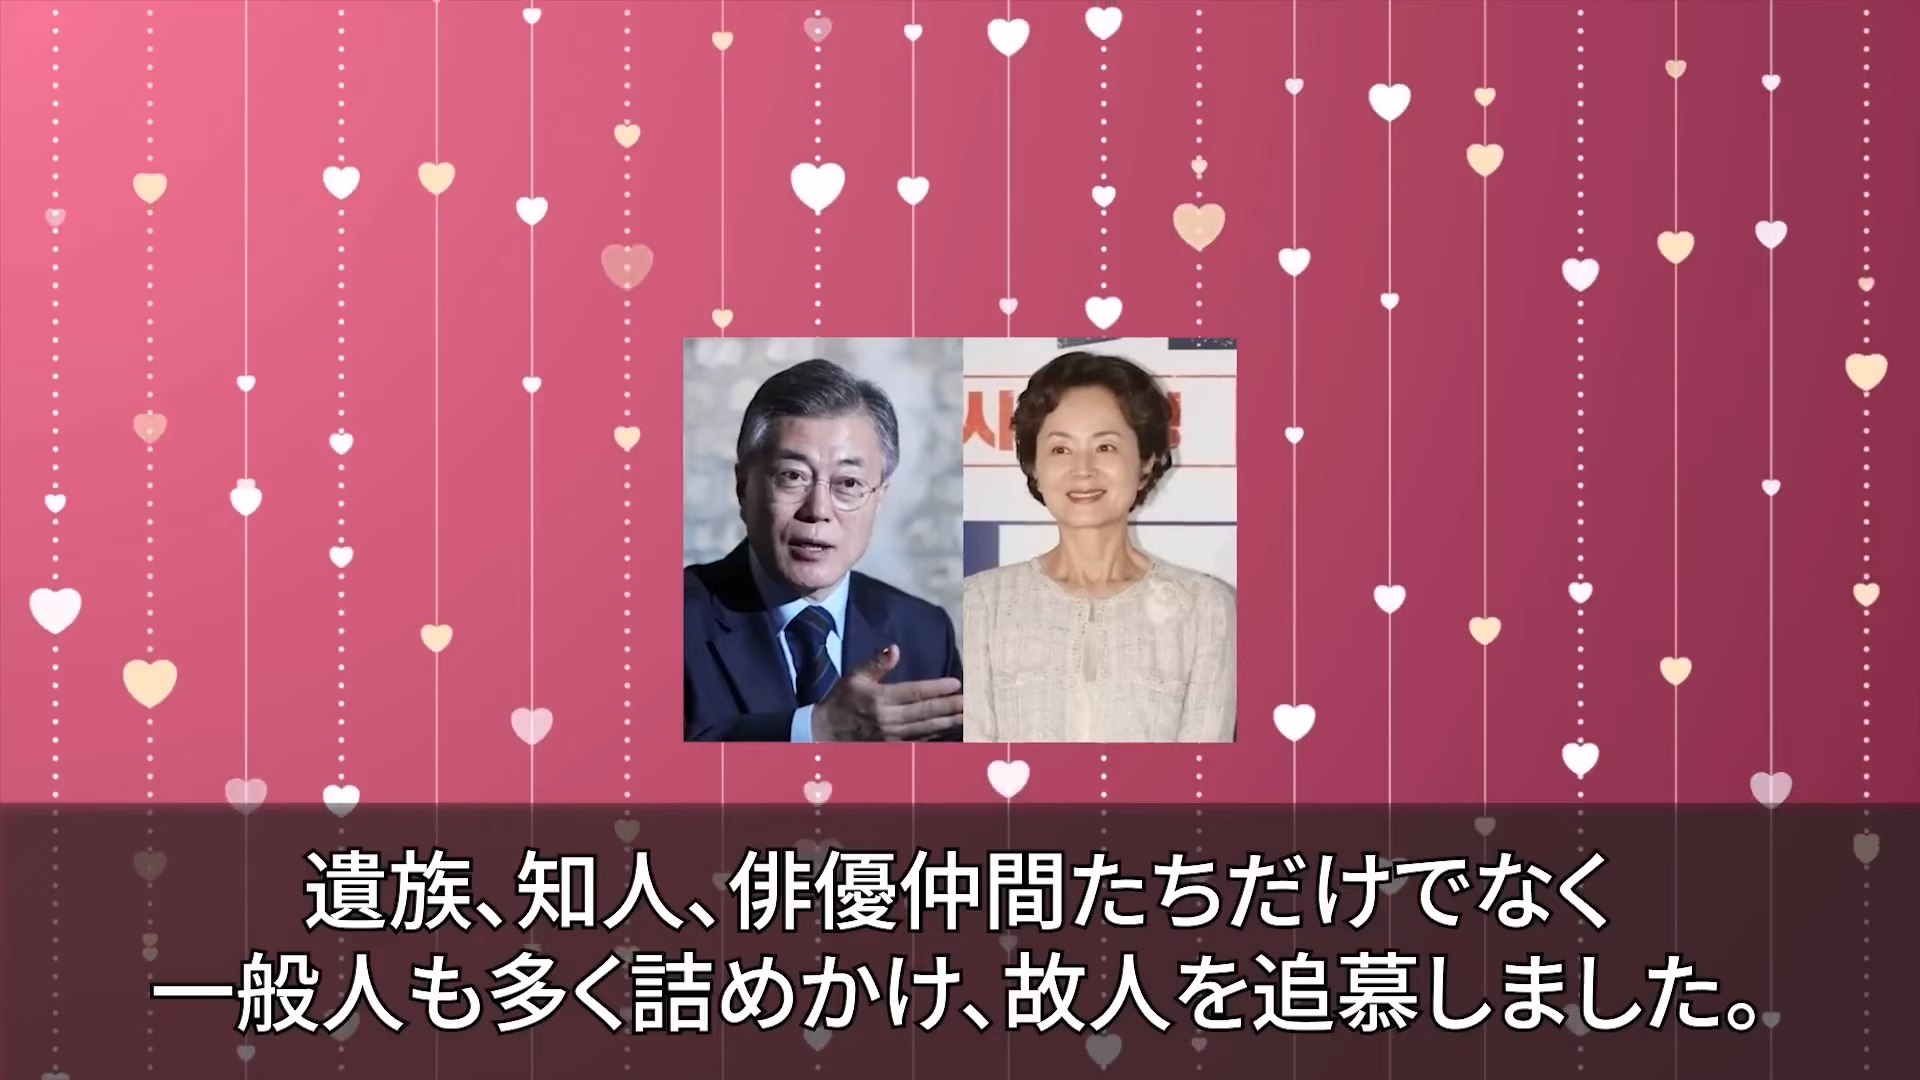 사
遺族、知人、俳優仲間たちだけでなく
一般人も多く詰めかけ、故人を追慕しました。